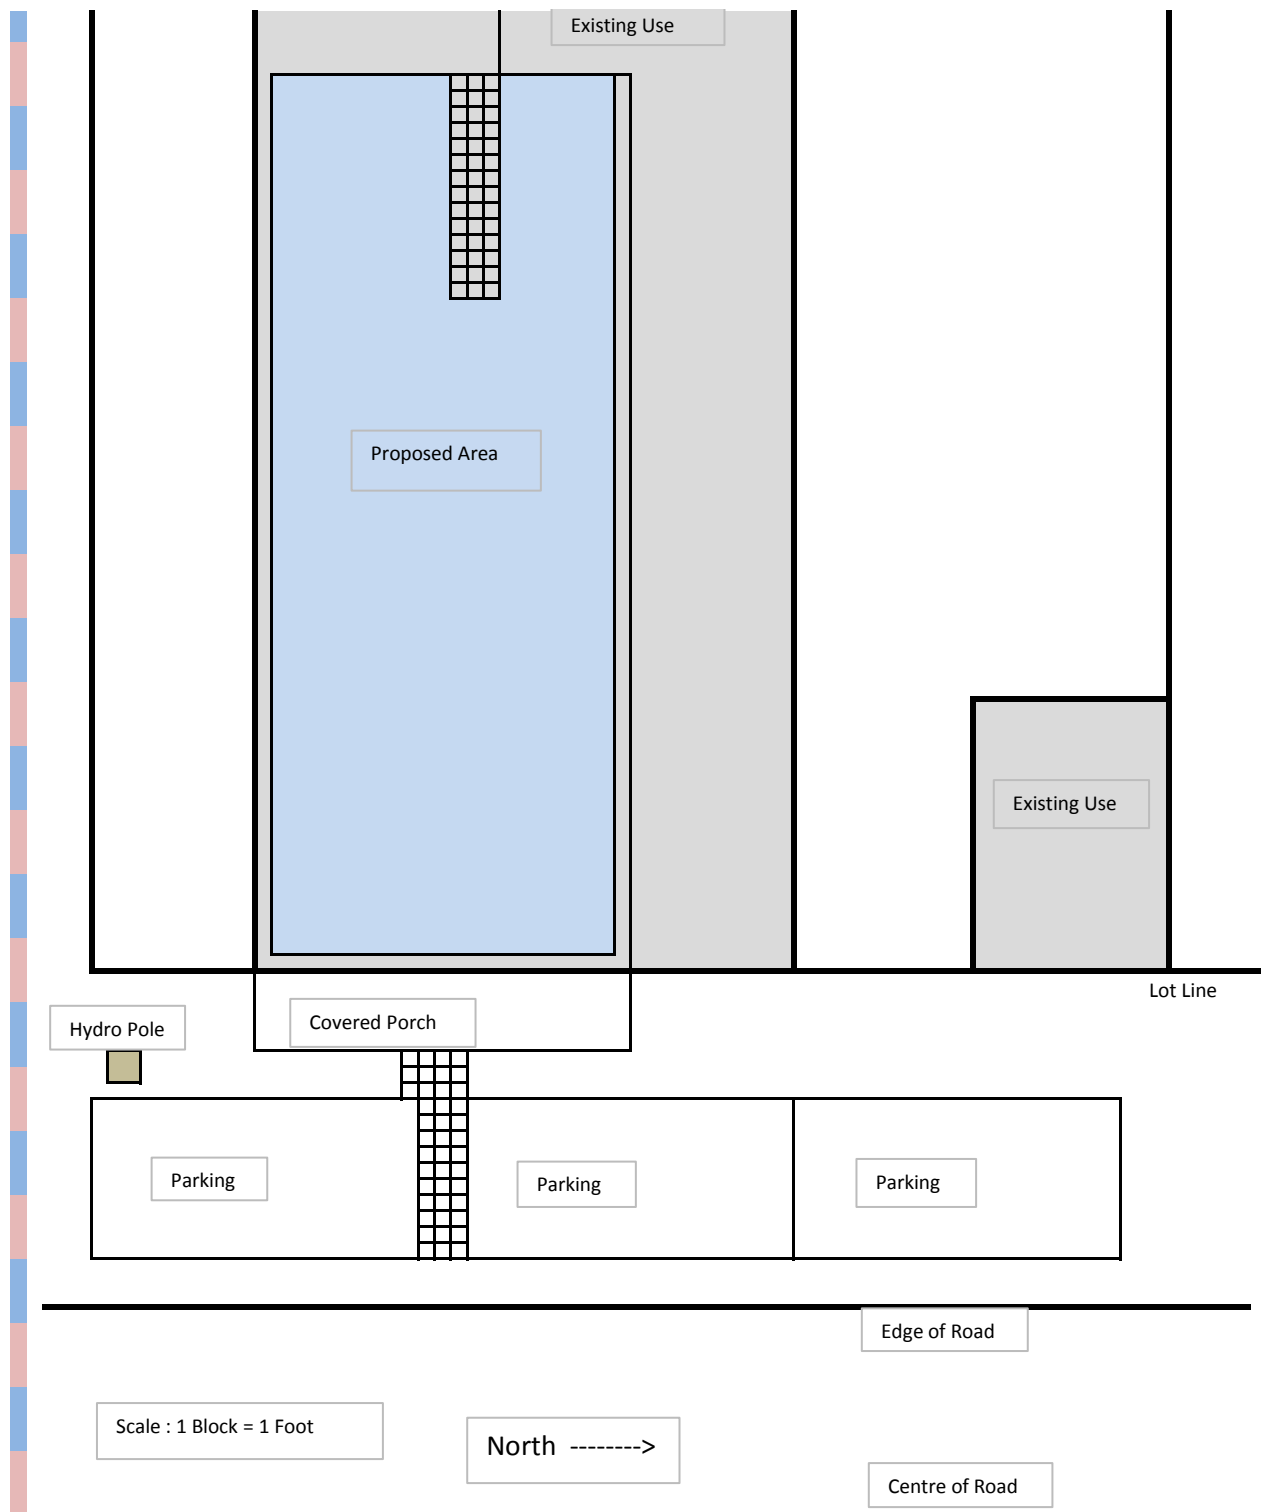 Existing Use
Proposed Area
Existing Use
Lot Line
Hydro Pole
Covered Porch
Parking
Parking
Parking
Edge of Road
Scale : 1 Block = 1 Foot
North -------->
Centre of Road